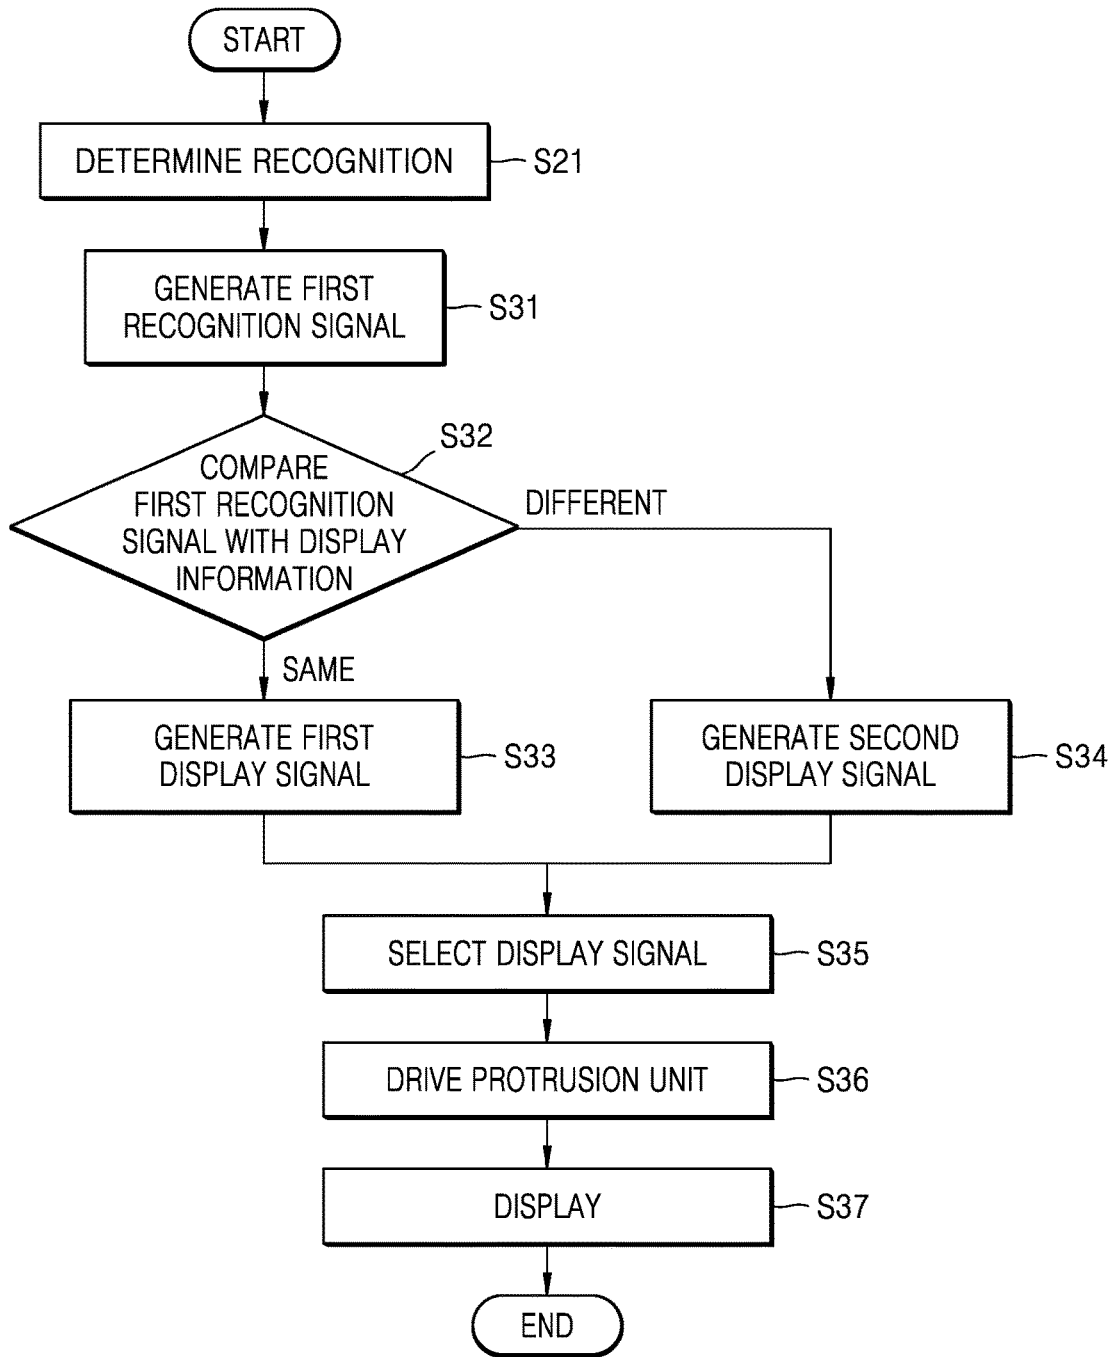 START
DETERMINE RECOGNITION
S21
GENERATE FIRST
RECOGNITION SIGNAL
S31
S32
COMPARE
FIRST RECOGNITION
SIGNAL WITH DISPLAY
INFORMATION
DIFFERENT
SAME
GENERATE FIRST
DISPLAY SIGNAL
S33
GENERATE SECOND
DISPLAY SIGNAL
S34
SELECT DISPLAY SIGNAL
S35
DRIVE PROTRUSION UNIT
S36
DISPLAY
S37
END